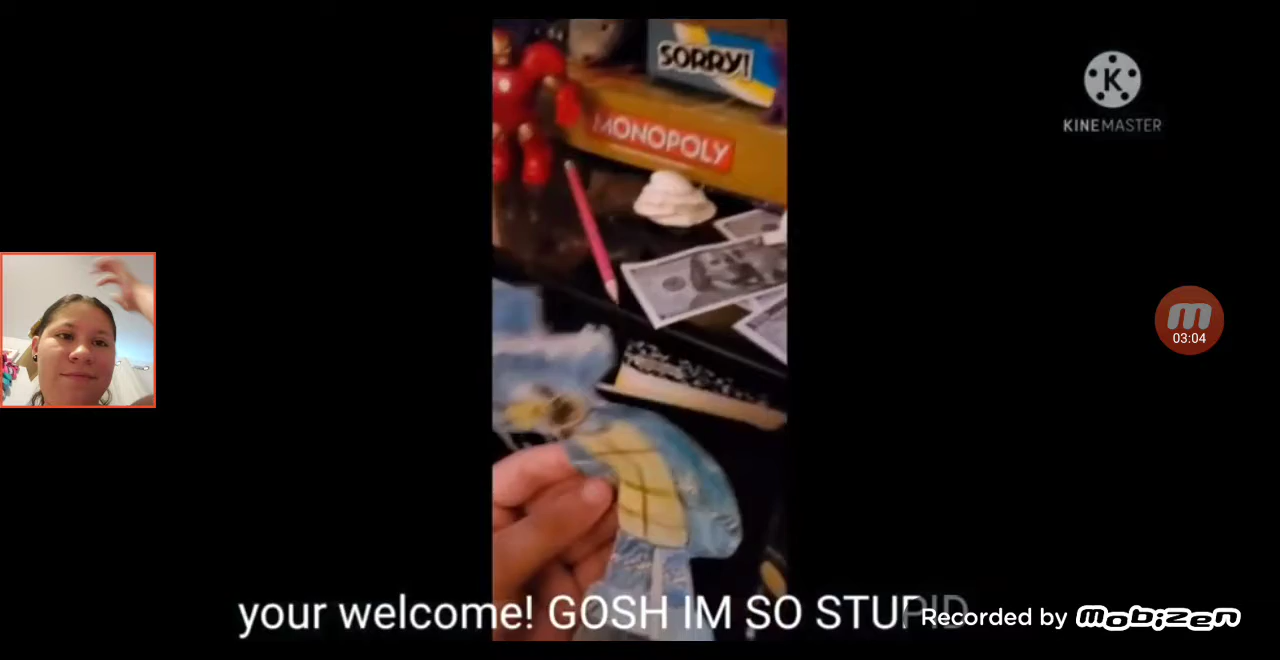 SORRY!
MONOPOLY
K
KINEMASTER
m
03:04
your welcome! GOSH IM SO STUPID
Recorded by mobizen